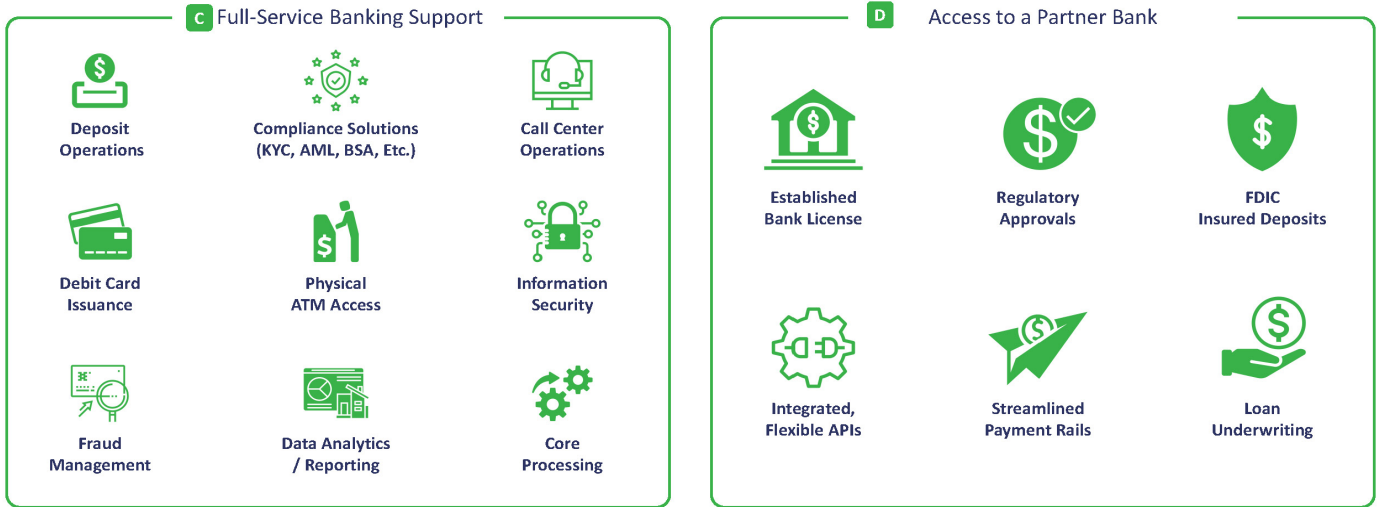 C Full-Service Banking Support
Deposit
Operations
Compliance Solutions
(KYC, AML, BSA, Etc.)
Call Center
Operations
Debit Card
Issuance
Physical
ATM Access
Information
Security
Fraud
Management
Data Analytics
/ Reporting
Core
Processing
D Access to a Partner Bank
Established
Bank License
Regulatory
Approvals
FDIC
Insured Deposits
Integrated,
Flexible APIs
Streamlined
Payment Rails
Loan
Underwriting